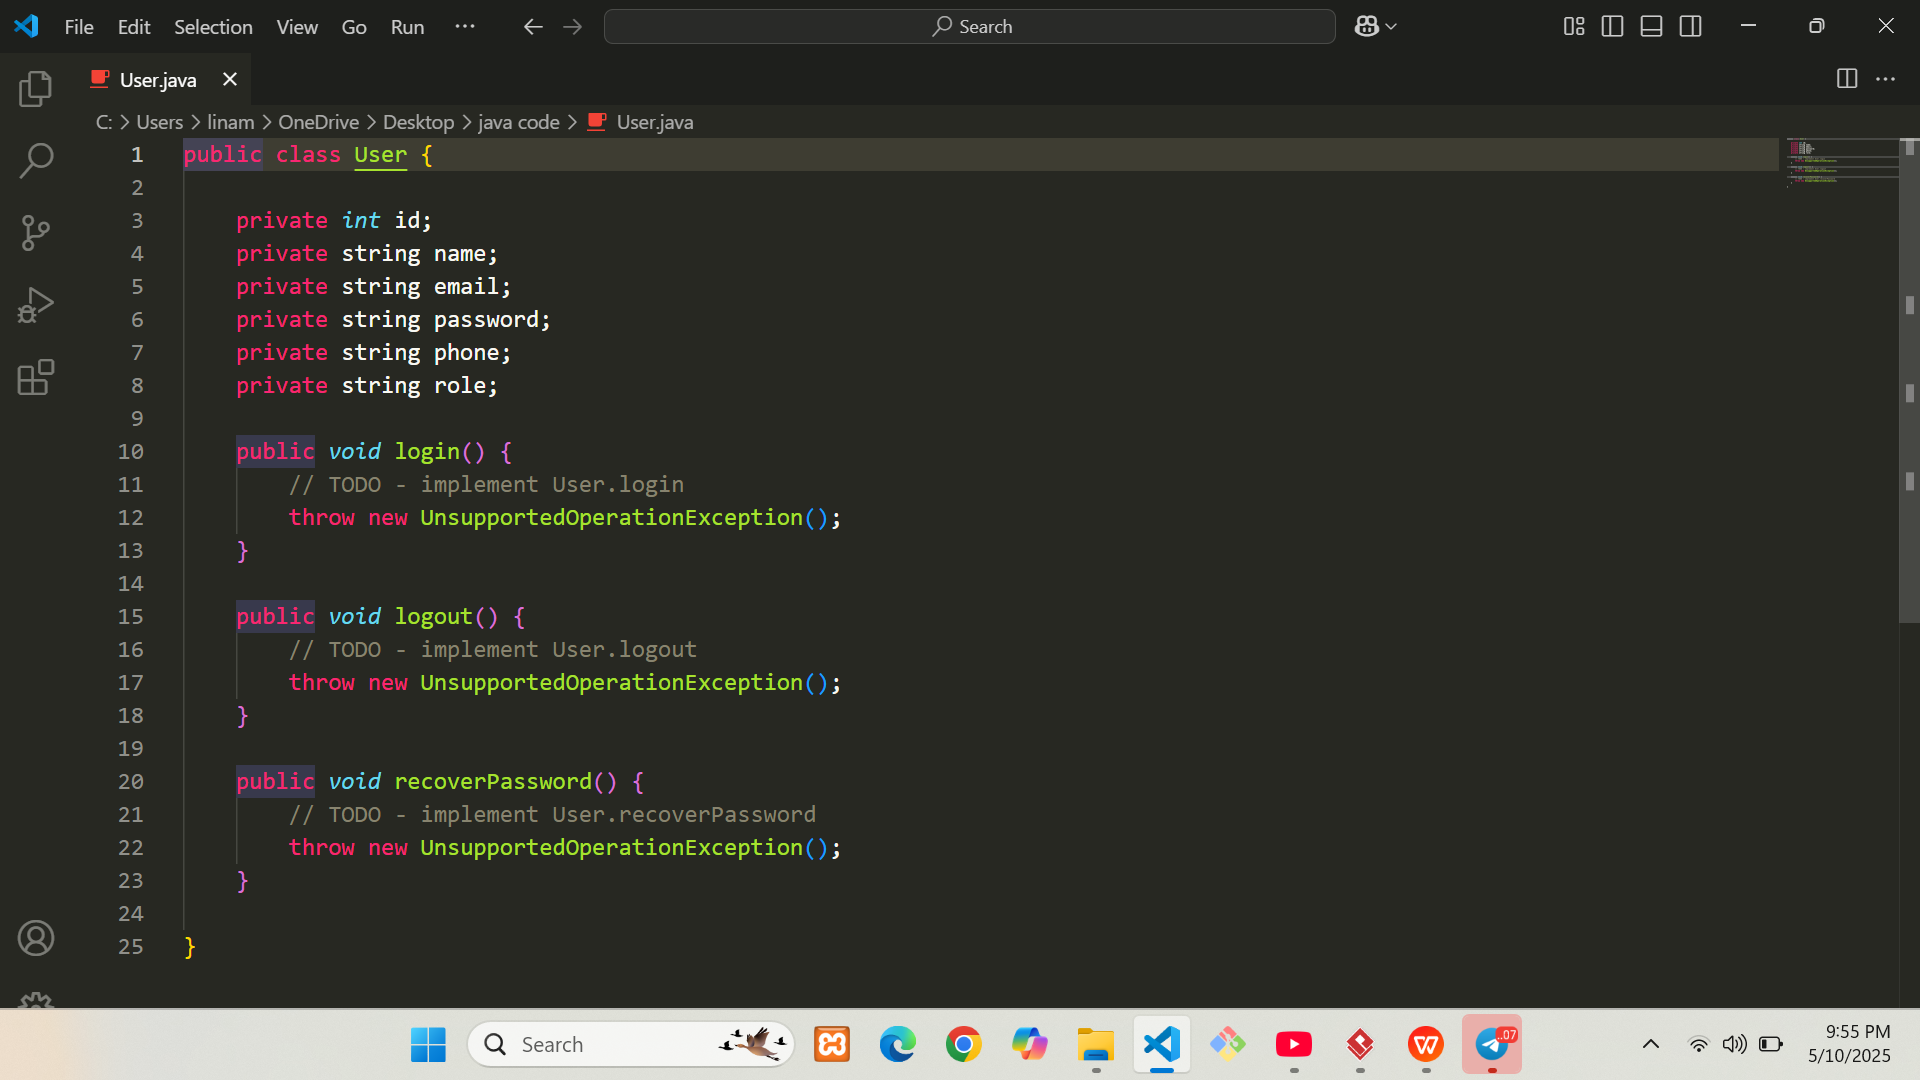 File Edit Selection View Go Run ··· Search
User.java
C: > Users > linam > OneDrive > Desktop > java code > User.java
1 public class User {
2
3 private int id;
4 private string name;
5 private string email;
6 private string password;
7 private string phone;
8 private string role;
9
10 public void login() {
11 // TODO - implement User.login
12 throw new UnsupportedOperationException();
13 }
14
15 public void logout() {
16 // TODO - implement User.logout
17 throw new UnsupportedOperationException();
18 }
19
20 public void recoverPassword() {
21 // TODO - implement User.recoverPassword
22 throw new UnsupportedOperationException();
23 }
24
25 }
Search
..07
9:55 PM
5/10/2025